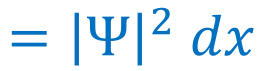 = |Ψ|² dx